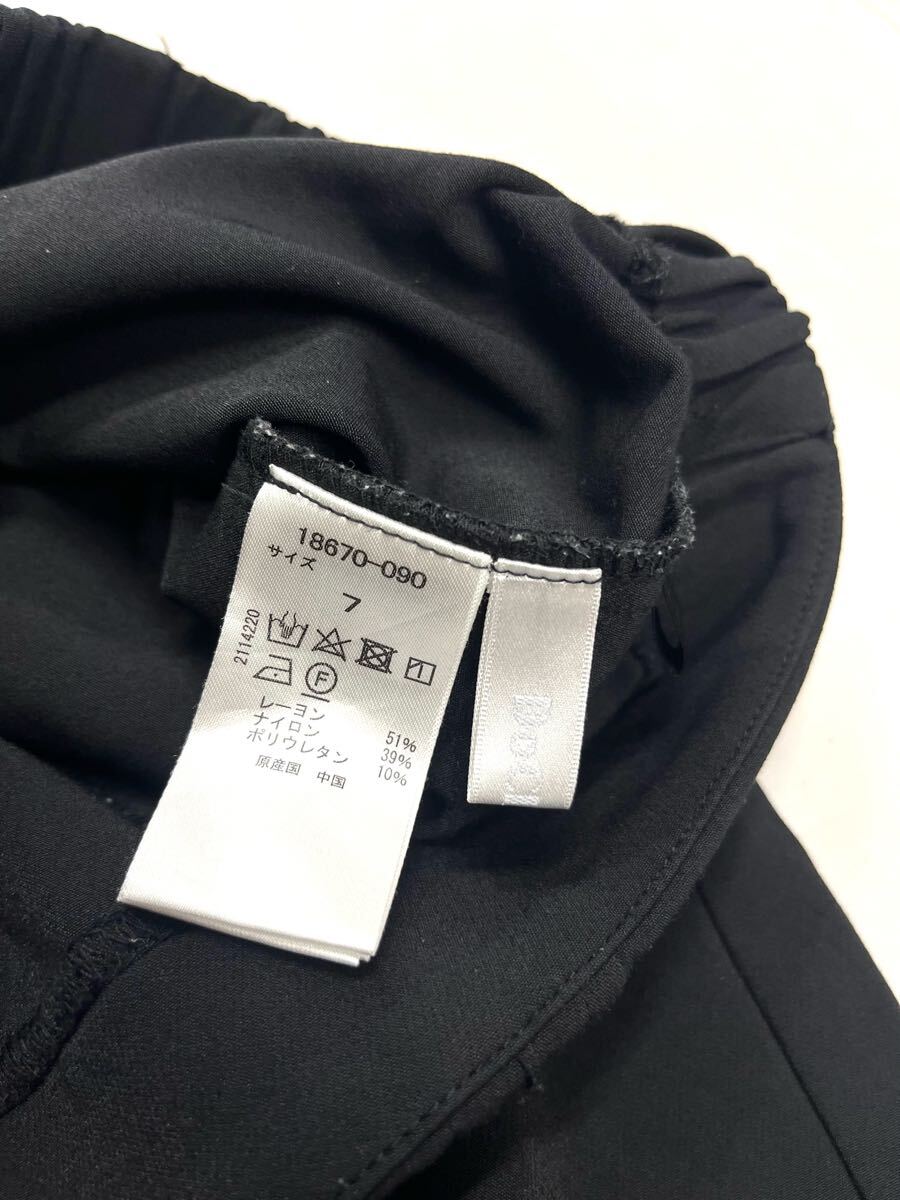 18670-090
サイズ
7
2114220
F
レーヨン 51%
ナイロン 39%
ポリウレタン 10%
原産国 中国